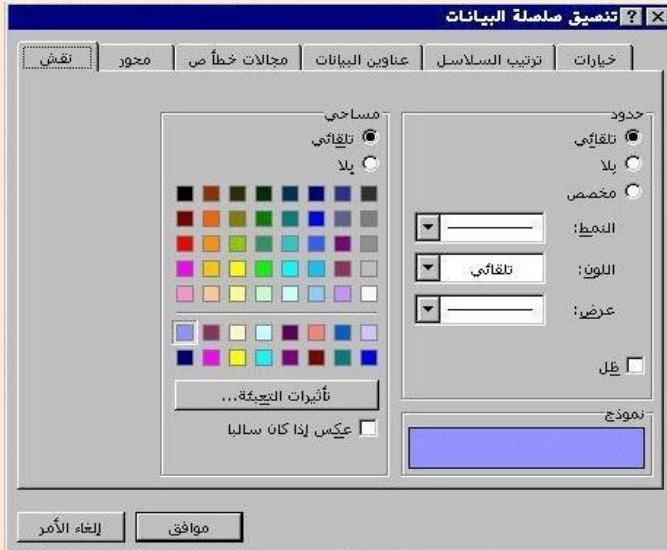 تنسيق سلسلة البيانات
خيارات ترتيب السلاسل عناوين البيانات مجالات خطأ ص محور نقش
حدود
تلقائي
بلا
مخصص
النمط:
اللون: تلقائي
عرض:
ظل
نموذج
مساحي
تلقائي
بلا
تأثيرات التعبئة...
عكس إذا كان سالبا
موافق إلغاء الأمر